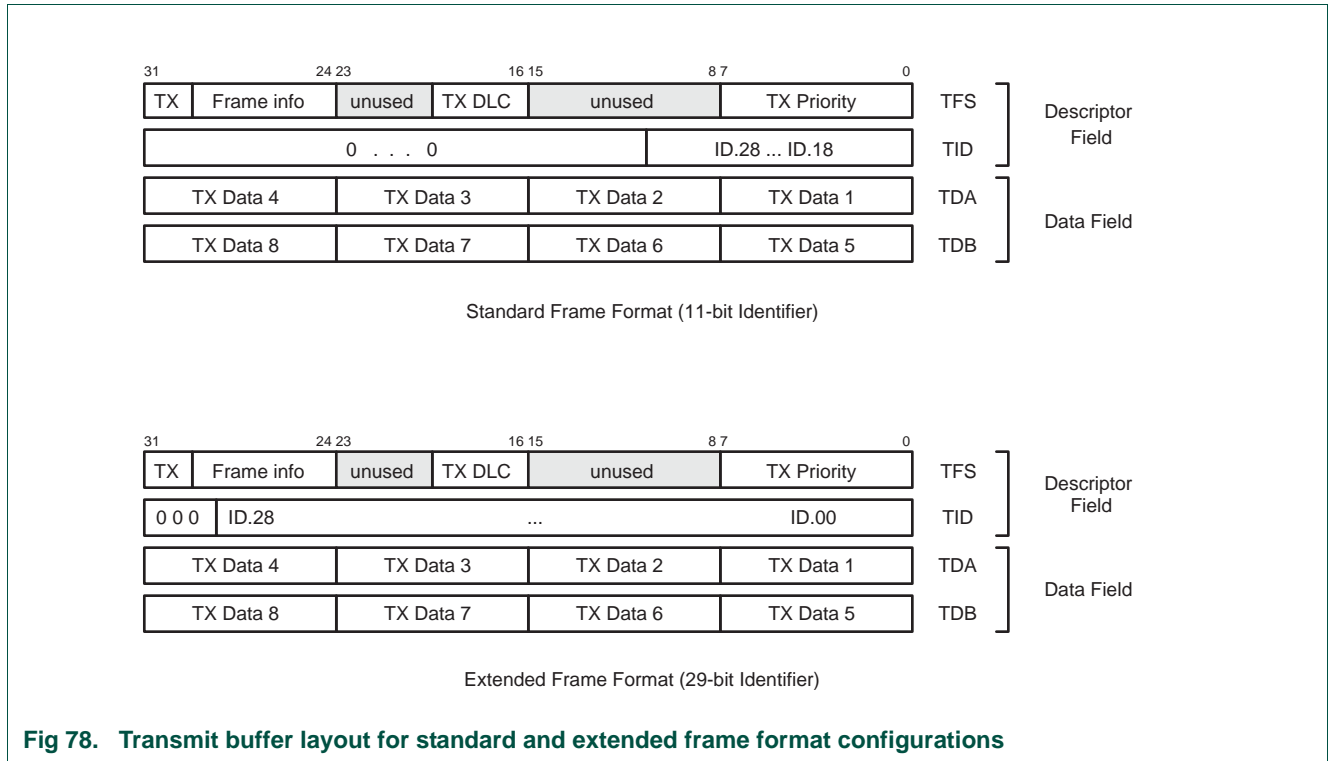 31 24 23 16 15 8 7 0
TX Frame info unused TX DLC unused TX Priority TFS
0 . . . 0 ID.28 ... ID.18 TID
Descriptor
Field
TX Data 4 TX Data 3 TX Data 2 TX Data 1 TDA
TX Data 8 TX Data 7 TX Data 6 TX Data 5 TDB
Data Field
Standard Frame Format (11-bit Identifier)
31 24 23 16 15 8 7 0
TX Frame info unused TX DLC unused TX Priority TFS
0 0 0 ID.28 ... ID.00 TID
Descriptor
Field
TX Data 4 TX Data 3 TX Data 2 TX Data 1 TDA
TX Data 8 TX Data 7 TX Data 6 TX Data 5 TDB
Data Field
Extended Frame Format (29-bit Identifier)
Fig 78. Transmit buffer layout for standard and extended frame format configurations